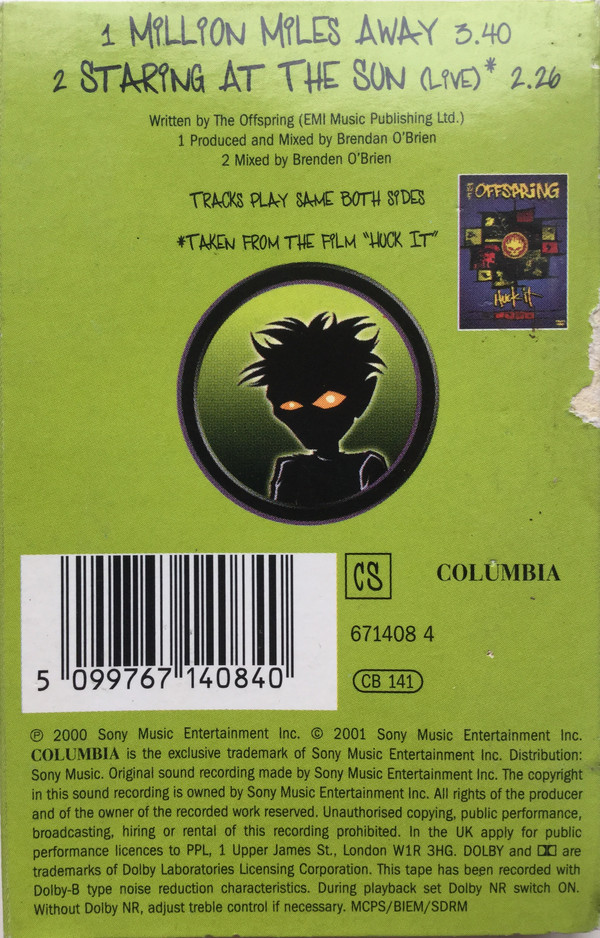 1 MILLION MILES AWAY 3.40
2 STARING AT THE SUN (LIVE)* 2.26
Written by The Offspring (EMI Music Publishing Ltd.)
1 Produced and Mixed by Brendan O'Brien
2 Mixed by Brenden O'Brien
TRACKS PLAY SAME BOTH SIDES
*TAKEN FROM THE FILM "HUCK IT"
THE OFFSPRING
Huck it
CS
COLUMBIA
671408 4
CB 141
5 099767 140840
℗ 2000 Sony Music Entertainment Inc. © 2001 Sony Music Entertainment Inc.
COLUMBIA is the exclusive trademark of Sony Music Entertainment Inc. Distribution:
Sony Music. Original sound recording made by Sony Music Entertainment Inc. The copyright
in this sound recording is owned by Sony Music Entertainment Inc. All rights of the producer
and of the owner of the recorded work reserved. Unauthorised copying, public performance,
broadcasting, hiring or rental of this recording prohibited. In the UK apply for public
performance licences to PPL, 1 Upper James St., London W1R 3HG. DOLBY and are
trademarks of Dolby Laboratories Licensing Corporation. This tape has been recorded with
Dolby-B type noise reduction characteristics. During playback set Dolby NR switch ON.
Without Dolby NR, adjust treble control if necessary. MCPS/BIEM/SDRM